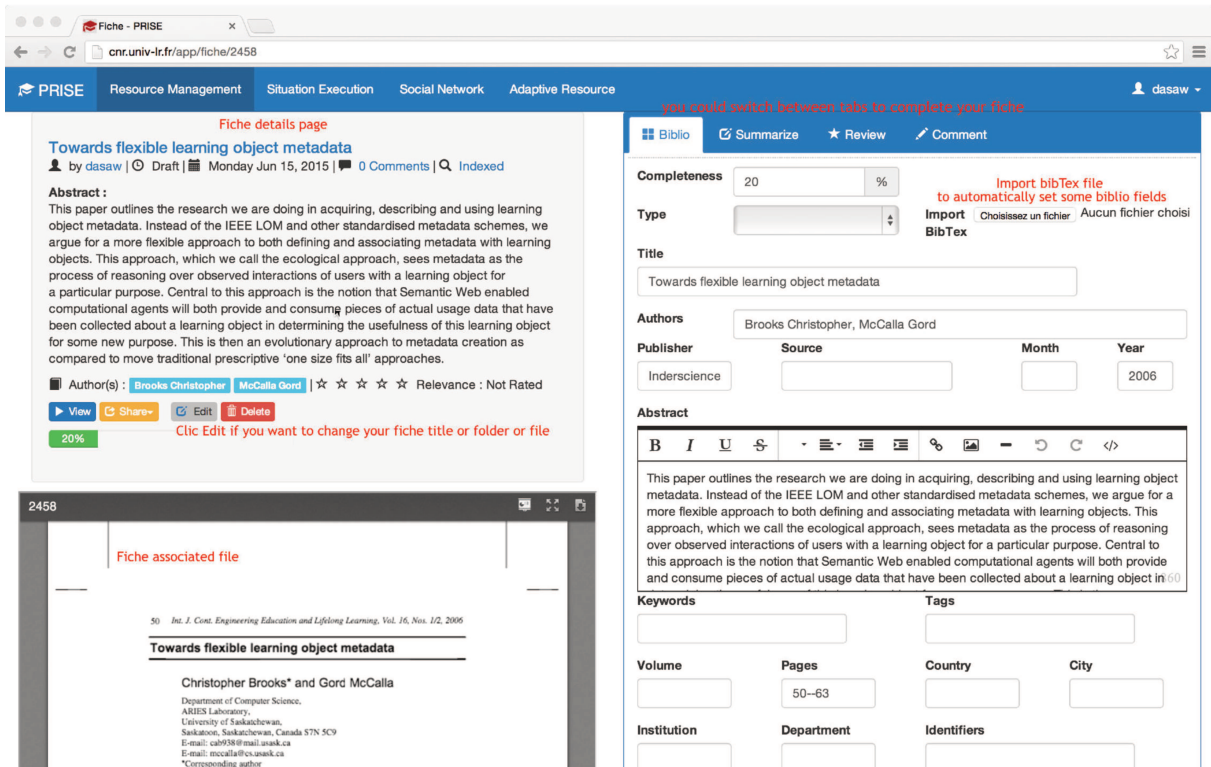 Fiche - PRISE
cnr.univ-lr.fr/app/fiche/2458
PRISE Resource Management Situation Execution Social Network Adaptive Resource dasaw
Fiche details page
Towards flexible learning object metadata
by dasaw | Draft | Monday Jun 15, 2015 | 0 Comments | Indexed
Abstract :
This paper outlines the research we are doing in acquiring, describing and using learning
object metadata. Instead of the IEEE LOM and other standardised metadata schemes, we
argue for a more flexible approach to both defining and associating metadata with learning
objects. This approach, which we call the ecological approach, sees metadata as the
process of reasoning over observed interactions of users with a learning object for
a particular purpose. Central to this approach is the notion that Semantic Web enabled
computational agents will both provide and consume pieces of actual usage data that have
been collected about a learning object in determining the usefulness of this learning object
for some new purpose. This is then an evolutionary approach to metadata creation as
compared to move traditional prescriptive 'one size fits all' approaches.
Author(s) : Brooks Christopher McCalla Gord | Relevance : Not Rated
View Share Edit Delete
Clic Edit if you want to change your fiche title or folder or file
20%
2458
Fiche associated file
50 Int. J. Cont. Engineering Education and Lifelong Learning, Vol. 16, Nos. 1/2, 2006
Towards flexible learning object metadata
Christopher Brooks* and Gord McCalla
Department of Computer Science,
ARIES Laboratory,
University of Saskatchewan,
Saskatoon, Saskatchewan, Canada S7N 5C9
E-mail: cab938@mail.usask.ca
E-mail: mccalla@cs.usask.ca
*Corresponding author
you could switch between tabs to complete your fiche
Biblio Summarize Review Comment
Completeness 20 %
Import bibTex file
to automatically set some biblio fields
Type Import BibTex Choisissez un fichier Aucun fichier choisi
Title
Towards flexible learning object metadata
Authors Brooks Christopher, McCalla Gord
Publisher Source Month Year
Inderscience 2006
Abstract
B I U S
This paper outlines the research we are doing in acquiring, describing and using learning object
metadata. Instead of the IEEE LOM and other standardised metadata schemes, we argue for a
more flexible approach to both defining and associating metadata with learning objects. This
approach, which we call the ecological approach, sees metadata as the process of reasoning
over observed interactions of users with a learning object for a particular purpose. Central to
this approach is the notion that Semantic Web enabled computational agents will both provide
and consume pieces of actual usage data that have been collected about a learning object in
Keywords Tags
Volume Pages Country City
50--63
Institution Department Identifiers